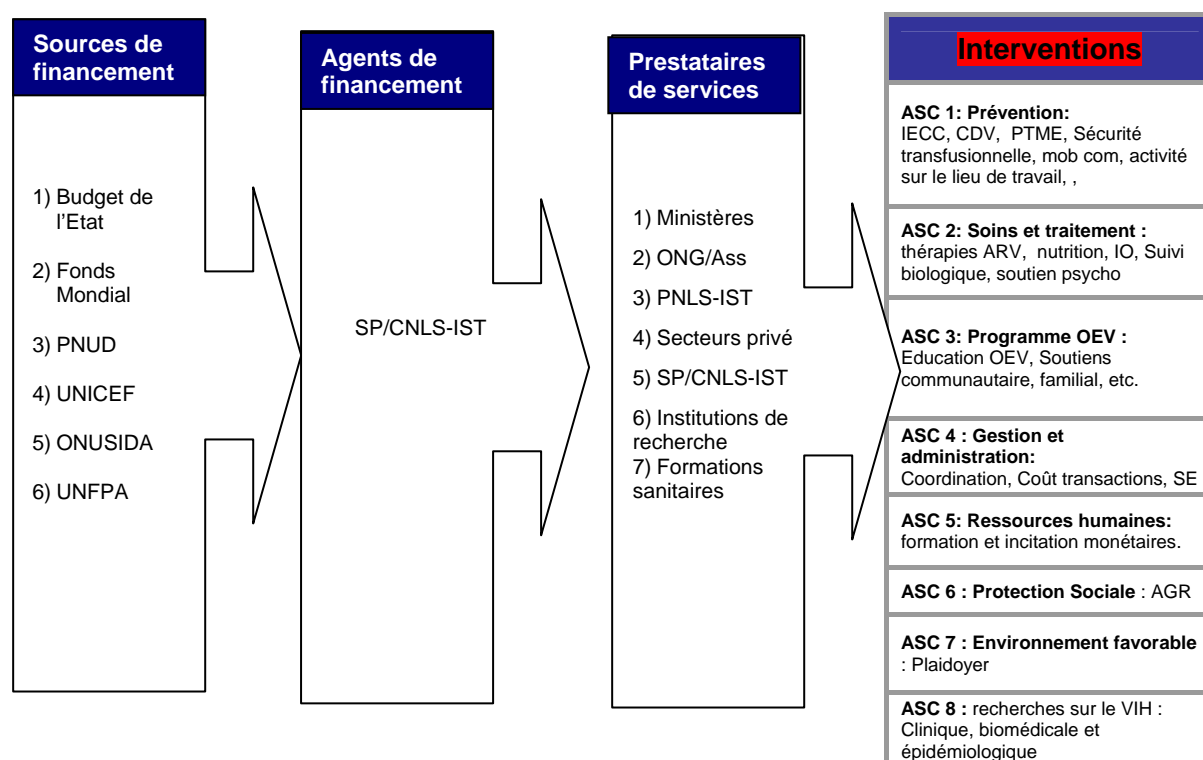 Sources de
financement
1) Budget de
l'Etat
2) Fonds
Mondial
3) PNUD
4) UNICEF
5) ONUSIDA
6) UNFPA
Agents de
financement
SP/CNLS-IST
Prestataires
de services
1) Ministères
2) ONG/Ass
3) PNLS-IST
4) Secteurs privé
5) SP/CNLS-IST
6) Institutions de
recherche
7) Formations
sanitaires
Interventions
ASC 1: Prévention:
IECC, CDV, PTME, Sécurité
transfusionnelle, mob com, activité
sur le lieu de travail, ,
ASC 2: Soins et traitement :
thérapies ARV, nutrition, IO, Suivi
biologique, soutien psycho
ASC 3: Programme OEV :
Education OEV, Soutiens
communautaire, familial, etc.
ASC 4 : Gestion et
administration:
Coordination, Coût transactions, SE
ASC 5: Ressources humaines:
formation et incitation monétaires.
ASC 6 : Protection Sociale : AGR
ASC 7 : Environnement favorable
: Plaidoyer
ASC 8 : recherches sur le VIH :
Clinique, biomédicale et
épidémiologique